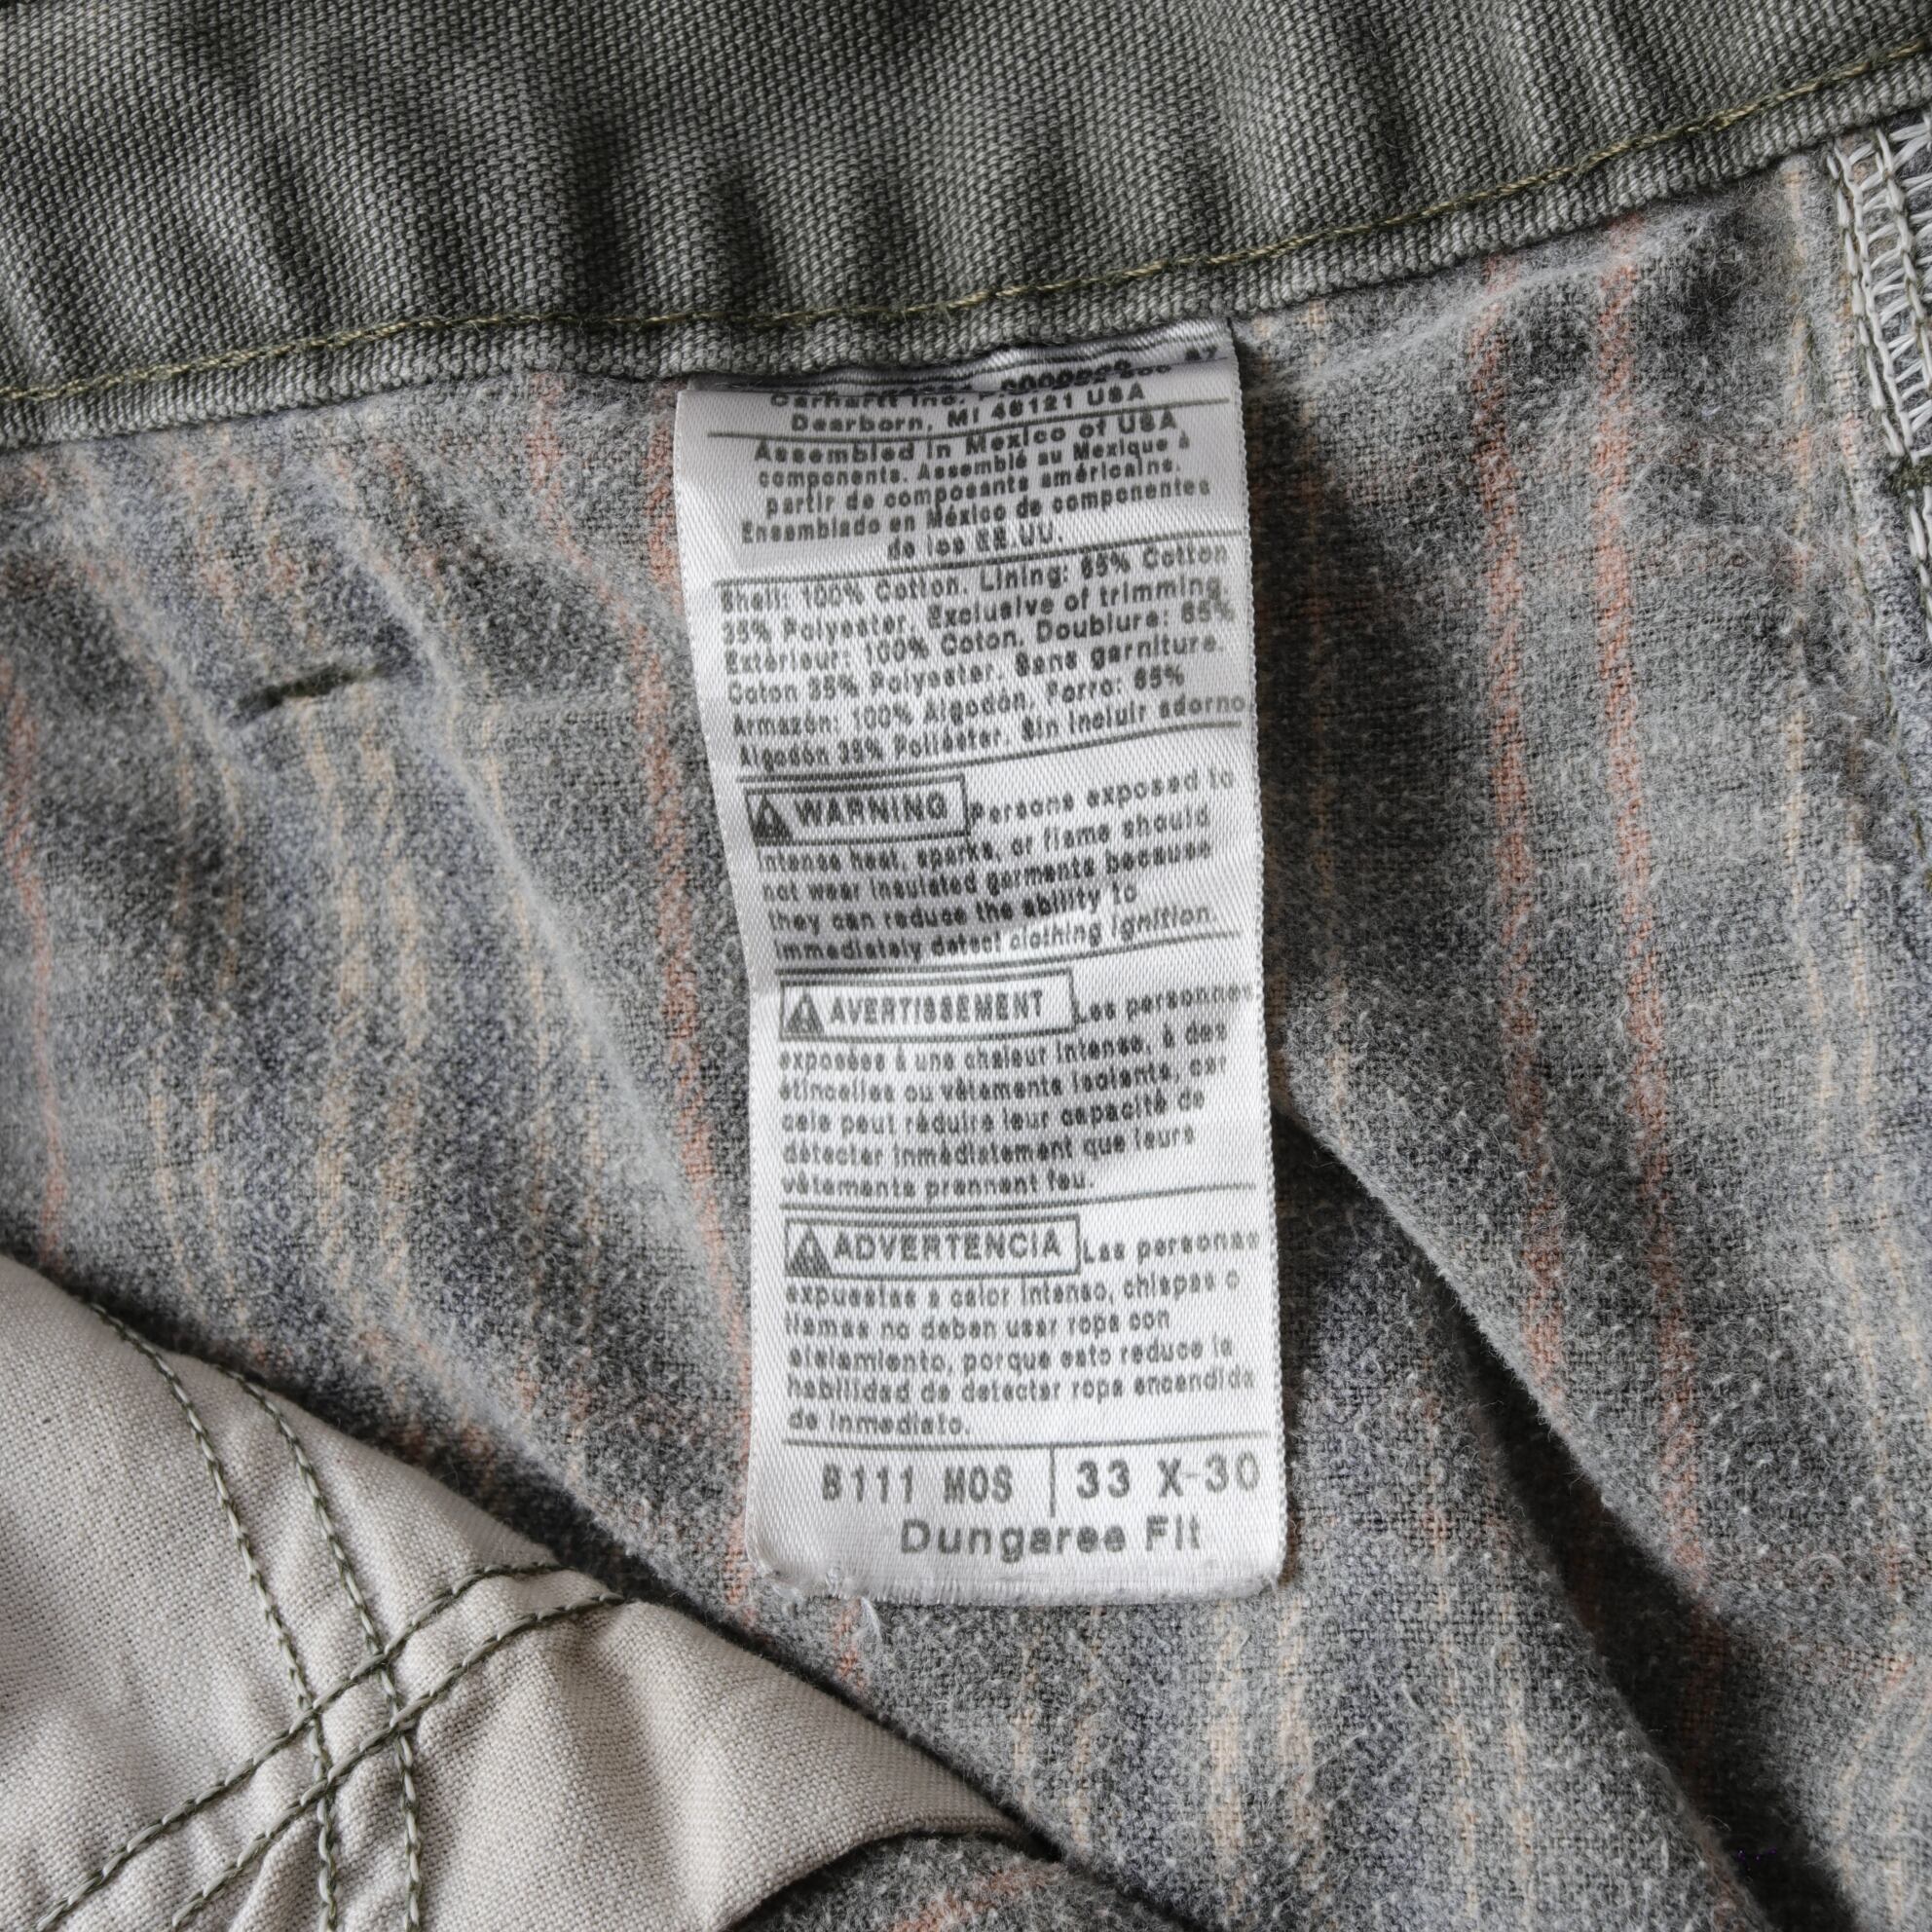 Carhartt Inc.
Dearborn, MI 48121 USA
Assembled in Mexico of USA
components. Assemblé au Mexique à
partir de composants américains.
Ensamblado en México de componentes
de los EE.UU.
Shell: 100% Cotton. Lining: 65% Cotton
35% Polyester. Exclusive of trimming
Extérieur: 100% Coton. Doublure: 65%
Coton 35% Polyester. Sans garniture.
Armazón: 100% Algodón, Forro: 65%
Algodón 35% Poliéster. Sin incluir adorno
WARNING Persons exposed to
intense heat, sparks, or flame should
not wear insulated garments because
they can reduce the ability to
immediately detect clothing ignition.
AVERTISSEMENT Les personnes
exposées à une chaleur intense, à des
étincelles ou vêtements isolants, car
cela peut réduire leur capacité de
détecter immédiatement que leurs
vêtements prennent feu.
ADVERTENCIA Las personas
expuestas a calor intenso, chispas o
llamas no deben usar ropa con
aislamiento, porque esto reduce la
habilidad de detectar ropa encendida
de inmediato.
B111 MOS 33 X-30
Dungaree Fit